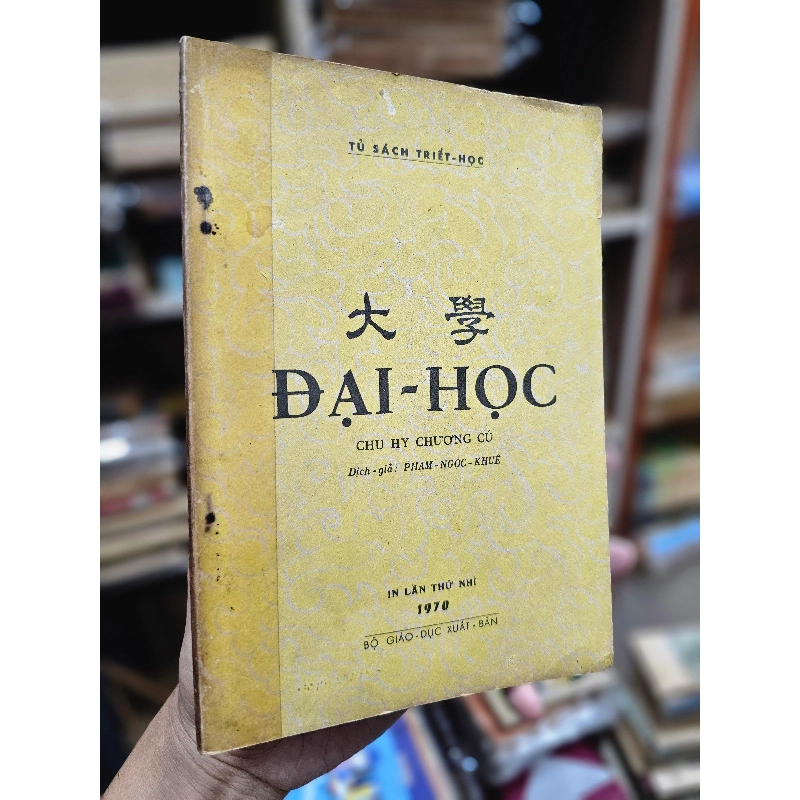 TỦ SÁCH TRIẾT-HỌC
大學
ĐẠI-HỌC
CHU HY CHƯƠNG CÚ
Dịch-giả: PHẠM-NGỌC-KHUÊ
IN LẦN THỨ NHÌ
1970
BỘ GIÁO-DỤC XUẤT-BẢN